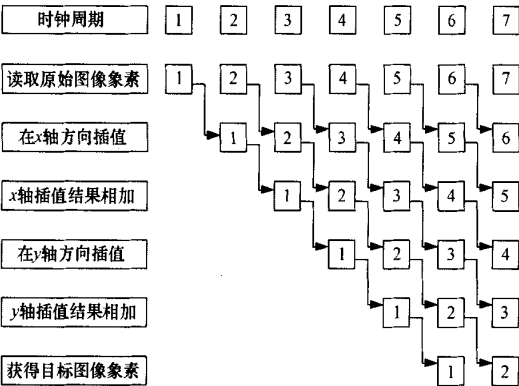 时钟周期 1 2 3 4 5 6 7
读取原始图像象素 1 2 3 4 5 6 7
在x轴方向插值 1 2 3 4 5 6
x轴插值结果相加 1 2 3 4 5
在y轴方向插值 1 2 3 4
y轴插值结果相加 1 2 3
获得目标图像象素 1 2